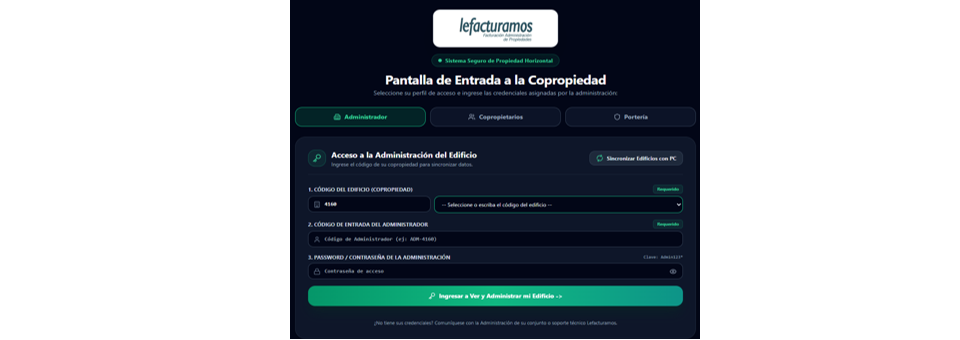 lefacturamos
Facturación Administración
de Propiedades
Sistema Seguro de Propiedad Horizontal
Pantalla de Entrada a la Copropiedad
Seleccione su perfil de acceso e ingrese las credenciales asignadas por la administración:
Administrador
Copropietarios
Portería
Acceso a la Administración del Edificio
Ingrese el código de su copropiedad para sincronizar datos.
Sincronizar Edificios con PC
1. CÓDIGO DEL EDIFICIO (COPROPIEDAD)
Requerido
4160
-- Seleccione o escriba el código del edificio --
2. CÓDIGO DE ENTRADA DEL ADMINISTRADOR
Requerido
Código de Administrador (ej: ADM-4160)
3. PASSWORD / CONTRASEÑA DE LA ADMINISTRACIÓN
Clave: Admin123*
Contraseña de acceso
Ingresar a Ver y Administrar mi Edificio ->
¿No tiene sus credenciales? Comuníquese con la Administración de su conjunto o soporte técnico Lefacturamos.